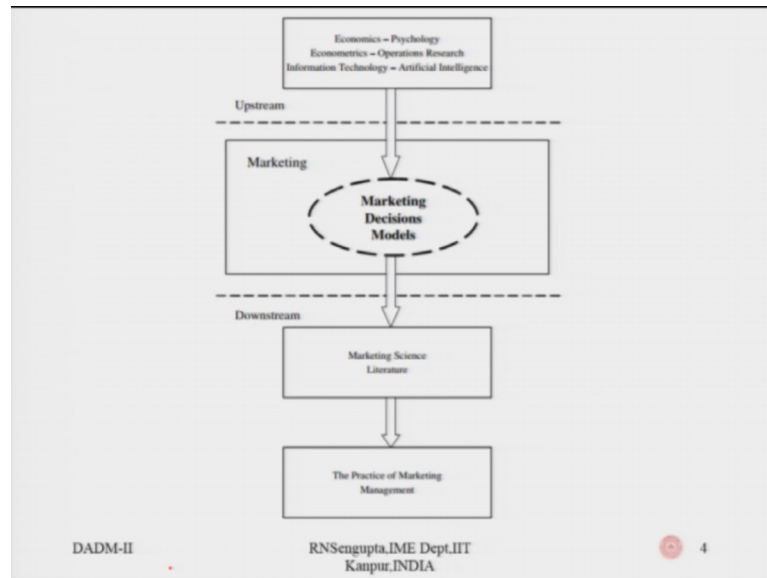 Economics – Psychology
Econometrics – Operations Research
Information Technology – Artificial Intelligence
Upstream
Marketing
Marketing
Decisions
Models
Downstream
Marketing Science
Literature
The Practice of Marketing
Management
DADM-II
RNSengupta,IME Dept,IIT
Kanpur,INDIA
4